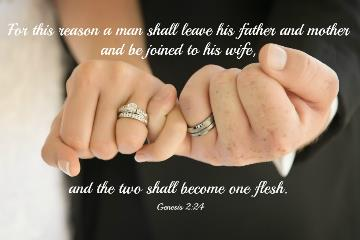 For this reason a man shall leave his father and mother
and be joined to his wife,
and the two shall become one flesh.
Genesis 2:24